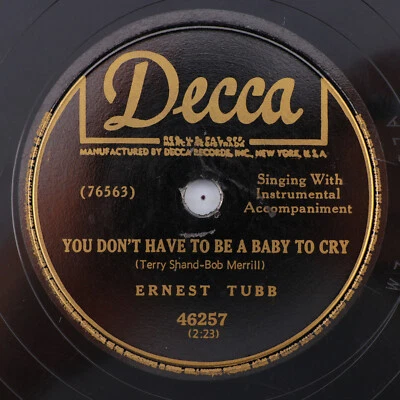 Decca
MANUFACTURED BY DECCA RECORDS, INC., NEW YORK, U.S.A.
(76563)
Singing With
Instrumental
Accompaniment
YOU DON'T HAVE TO BE A BABY TO CRY
(Terry Shand-Bob Merrill)
ERNEST TUBB
46257
(2:23)